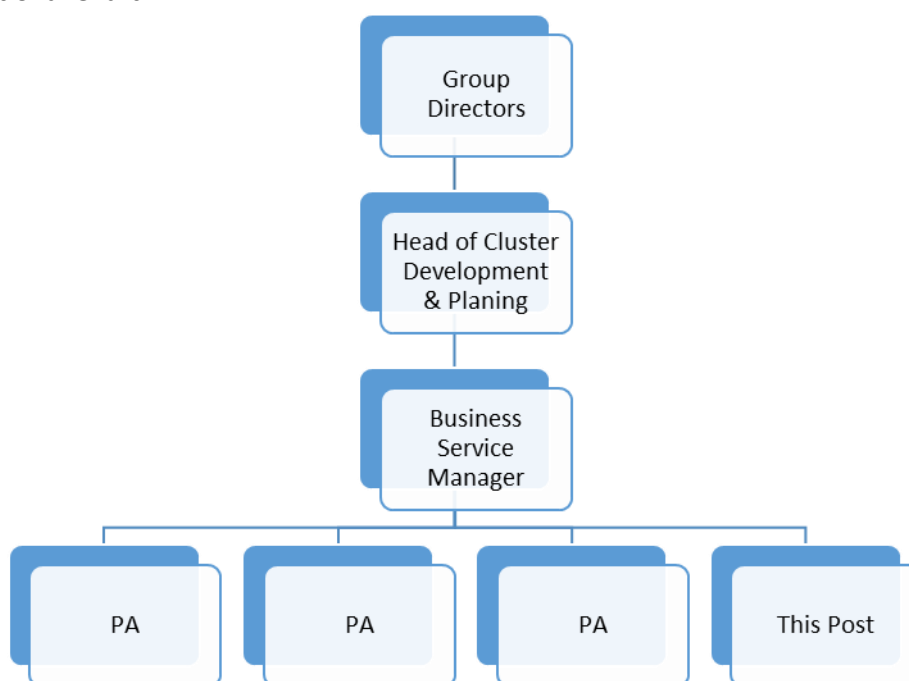 Group
Directors
Head of Cluster
Development
& Planing
Business
Service
Manager
PA
PA
PA
This Post